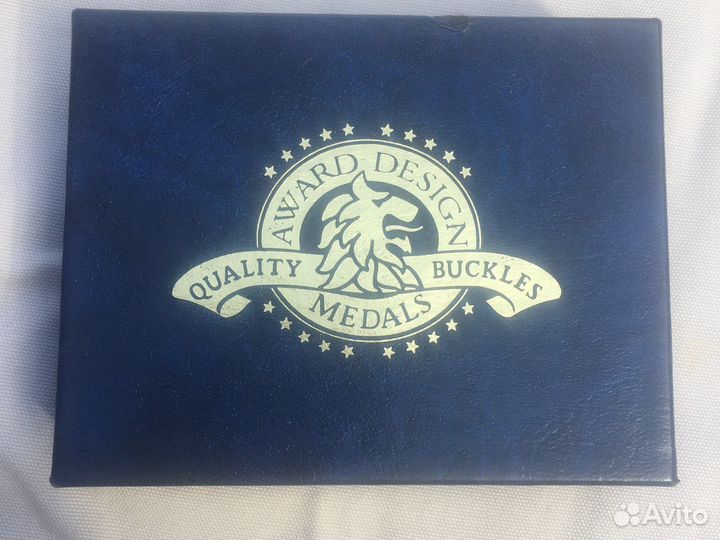 AWARD DESIGN
QUALITY BUCKLES
MEDALS
Avito